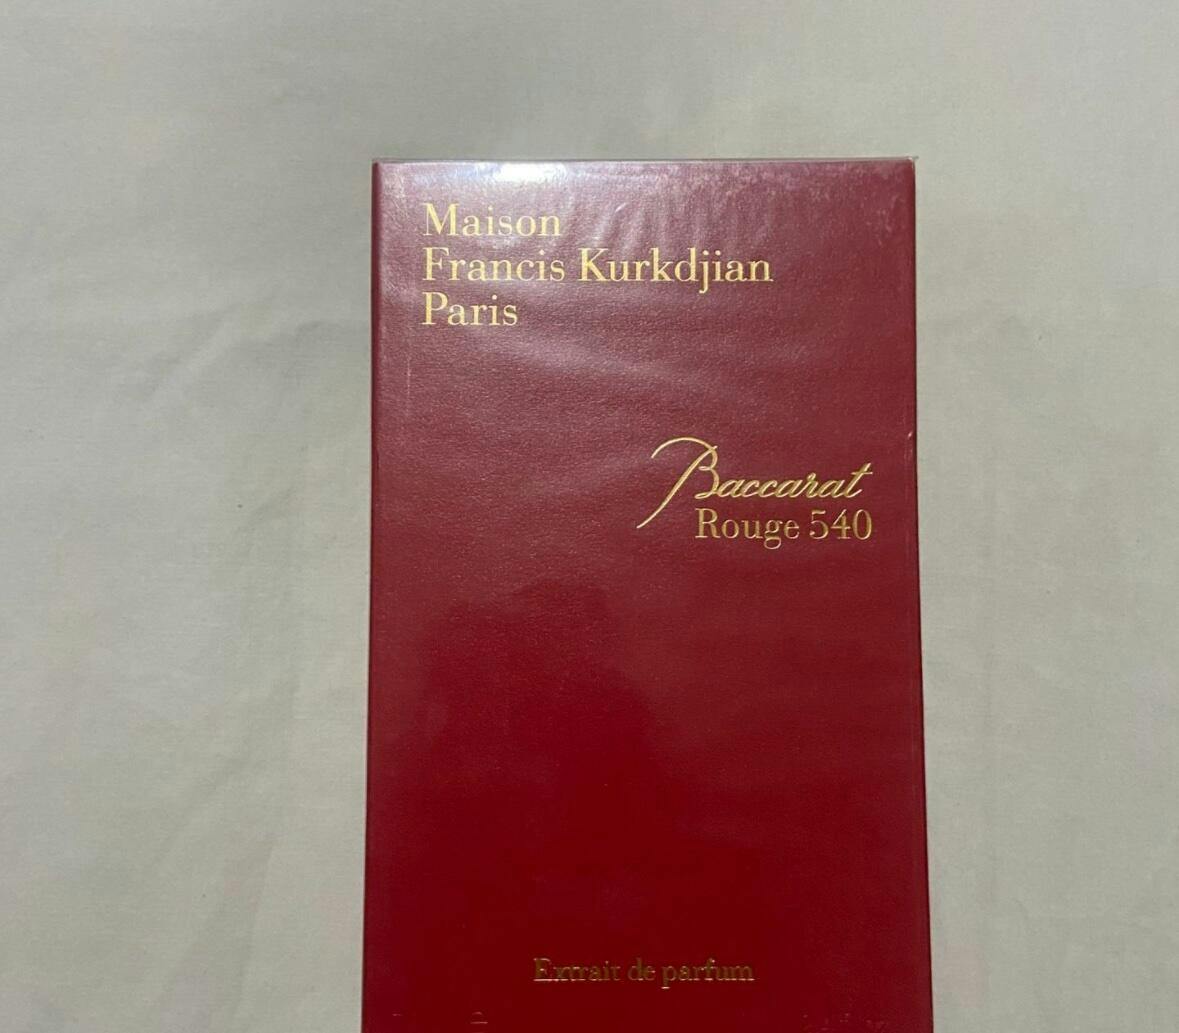 Maison
Francis Kurkdjian
Paris
Baccarat
Rouge 540
Extrait de parfum